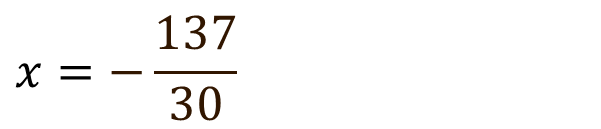 x = − 137/30